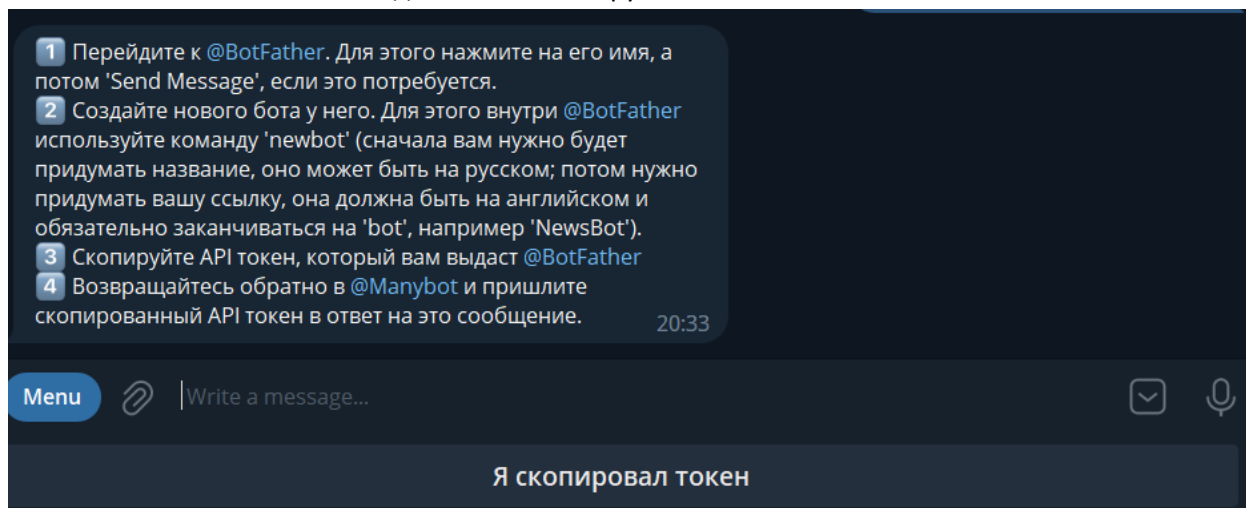 1 Перейдите к @BotFather. Для этого нажмите на его имя, а
потом 'Send Message', если это потребуется.
2 Создайте нового бота у него. Для этого внутри @BotFather
используйте команду 'newbot' (сначала вам нужно будет
придумать название, оно может быть на русском; потом нужно
придумать вашу ссылку, она должна быть на английском и
обязательно заканчиваться на 'bot', например 'NewsBot').
3 Скопируйте API токен, который вам выдаст @BotFather
4 Возвращайтесь обратно в @Manybot и пришлите
скопированный API токен в ответ на это сообщение. 20:33
Menu Write a message...
Я скопировал токен